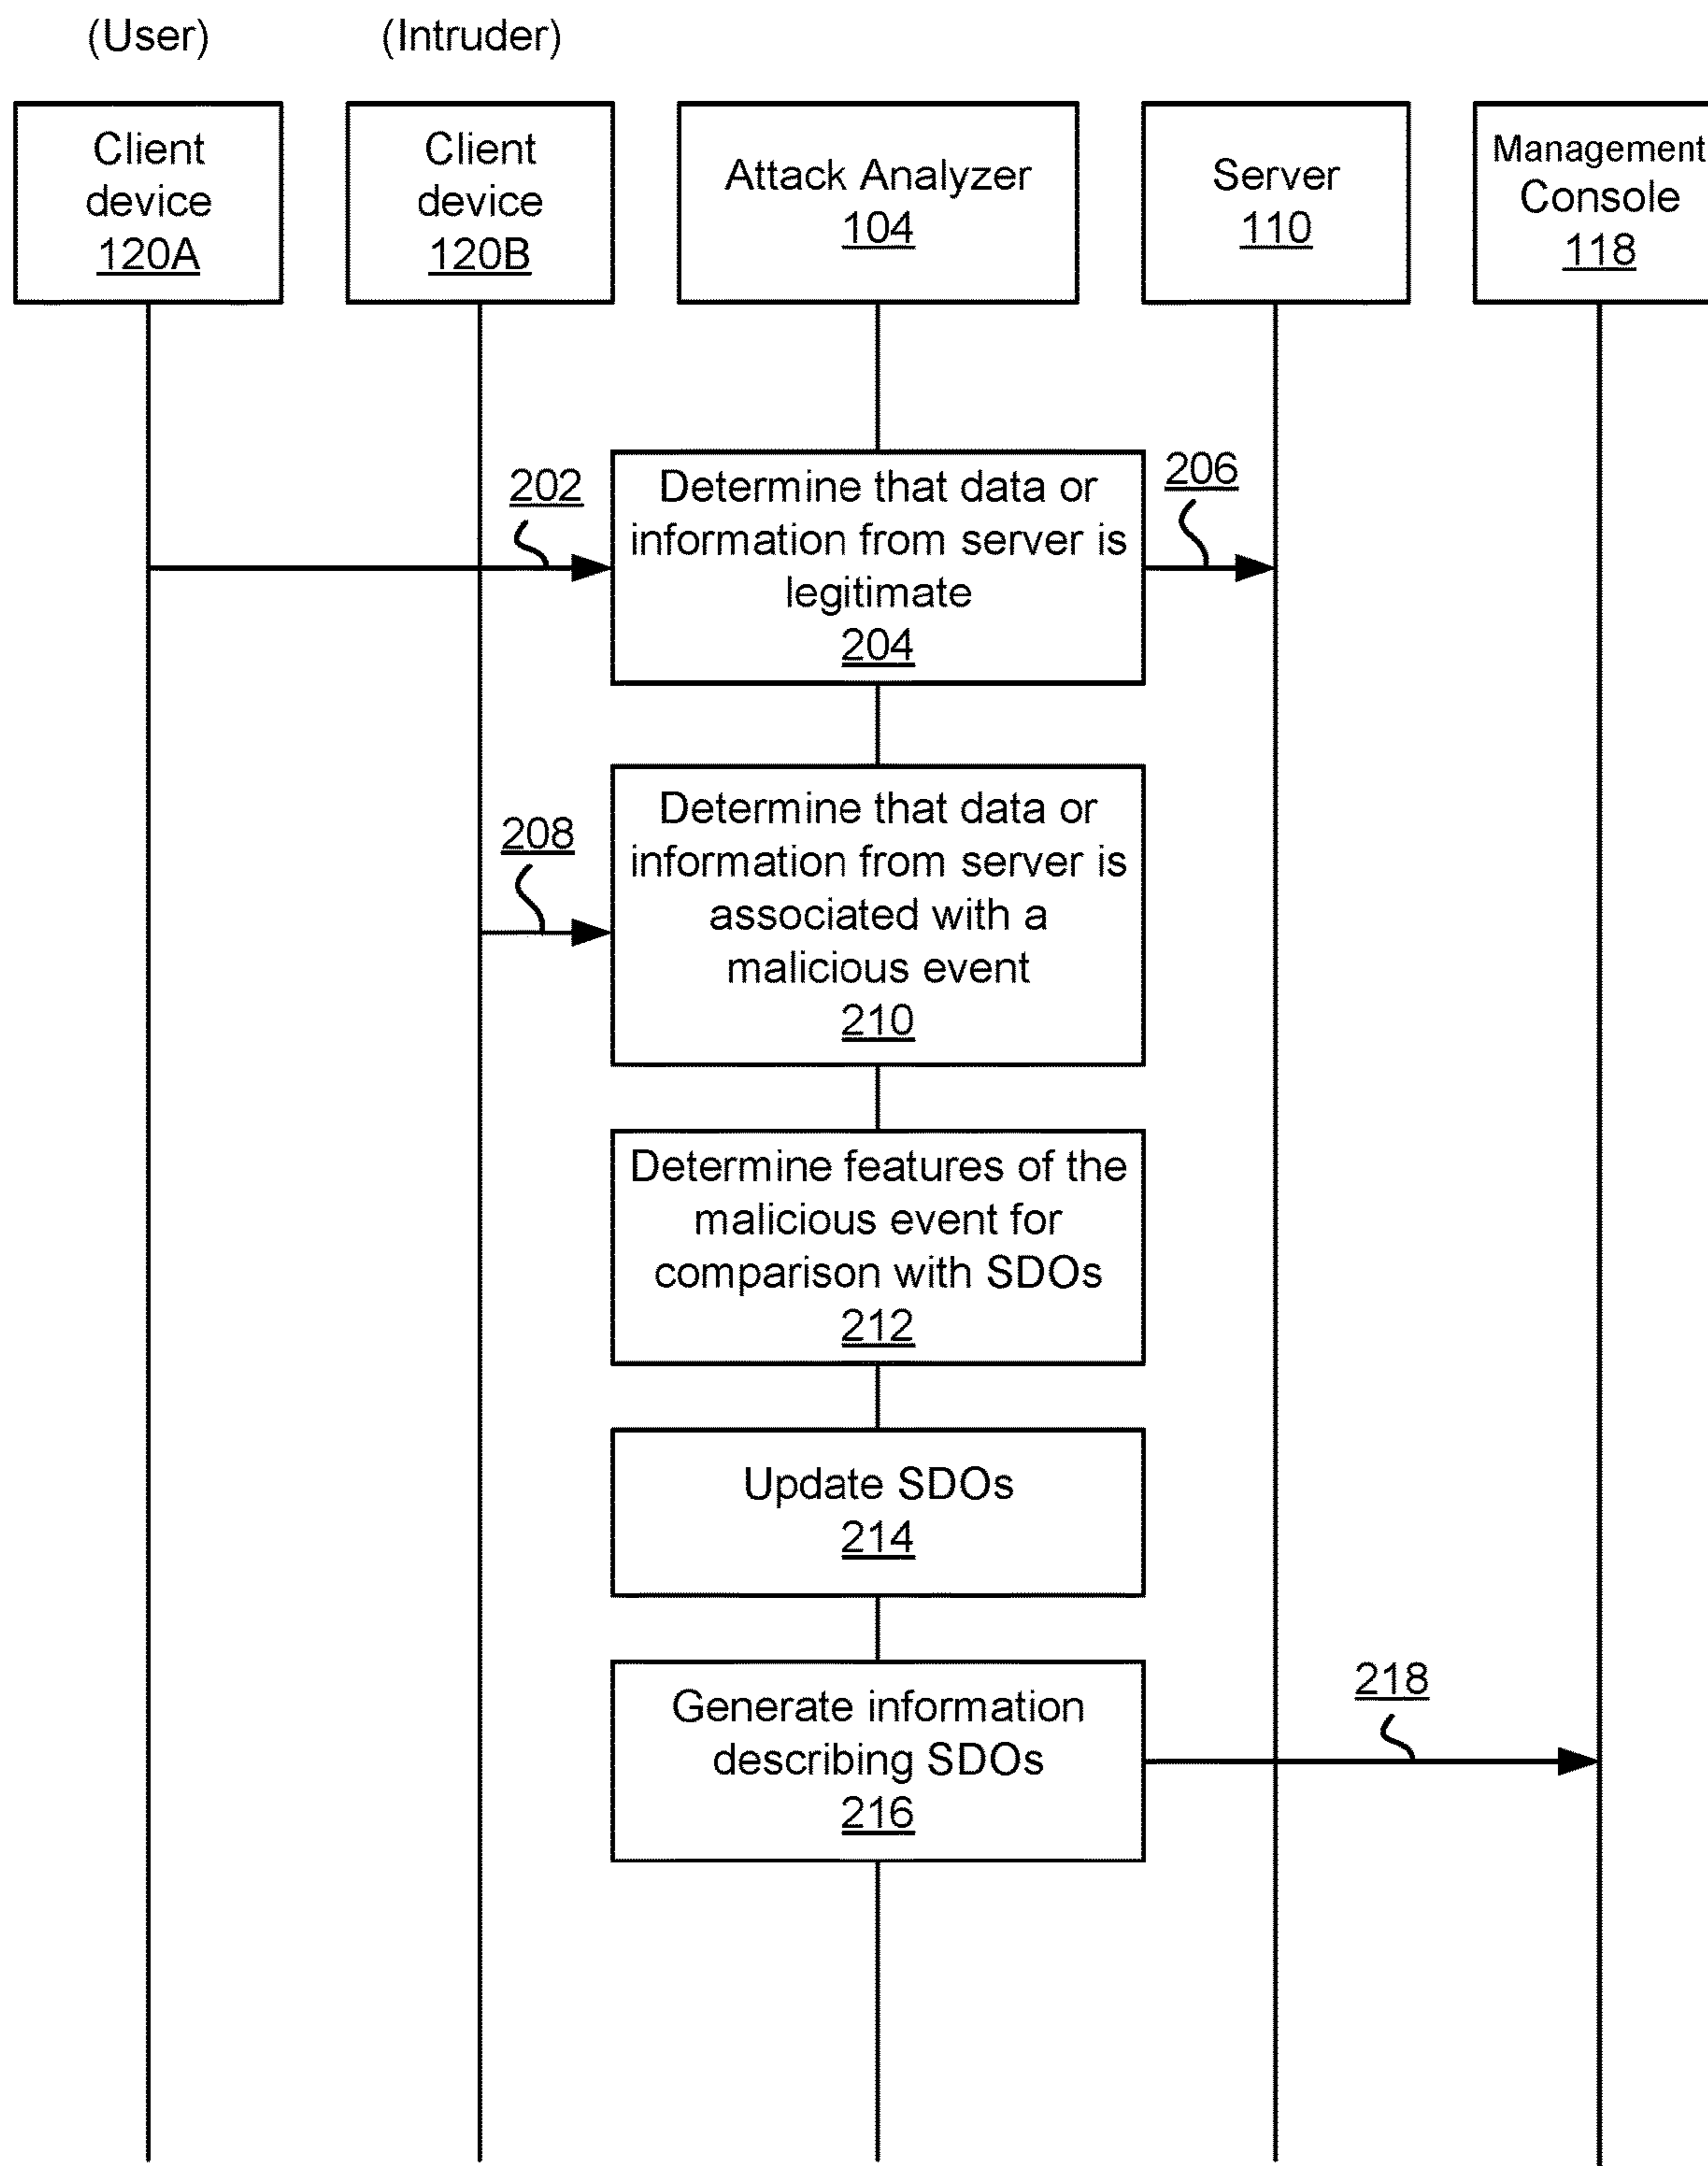 (User)
(Intruder)
Client
device
120A
Client
device
120B
Attack Analyzer
104
Server
110
Management
Console
118
202
Determine that data or
information from server is
legitimate
204
206
208
Determine that data or
information from server is
associated with a
malicious event
210
Determine features of the
malicious event for
comparison with SDOs
212
Update SDOs
214
Generate information
describing SDOs
216
218